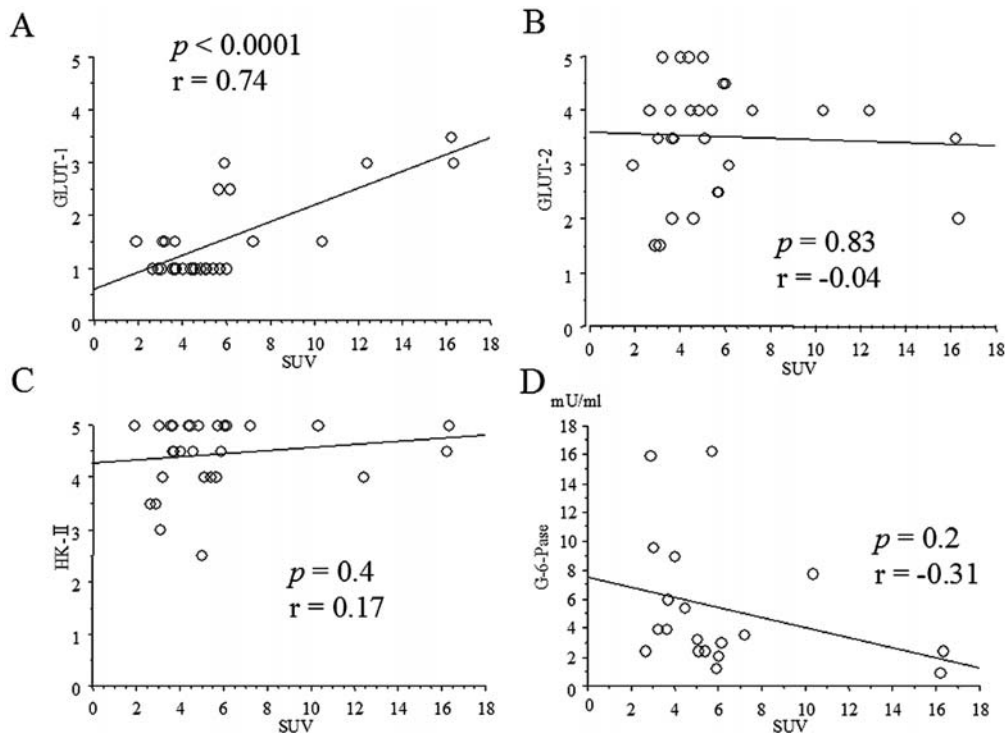 A
p < 0.0001
r = 0.74
5
4
3
2
1
0
GLUT-1
0 2 4 6 8 10 12 14 16 18
SUV
B
5
4
3
2
1
0
GLUT-2
p = 0.83
r = -0.04
0 2 4 6 8 10 12 14 16 18
SUV
C
5
4
3
2
1
0
HK-II
p = 0.4
r = 0.17
0 2 4 6 8 10 12 14 16 18
SUV
D
mU/ml
18
16
14
12
10
8
6
4
2
0
G-6-Pase
p = 0.2
r = -0.31
0 2 4 6 8 10 12 14 16 18
SUV